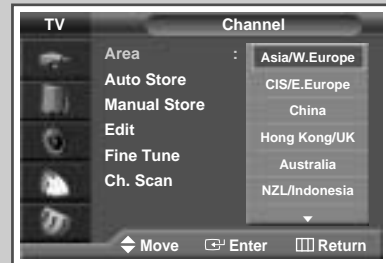 TV Channel
Area : Asia/W.Europe
Auto Store CIS/E.Europe
Manual Store China
Edit Hong Kong/UK
Fine Tune Australia
Ch. Scan NZL/Indonesia
Move Enter Return